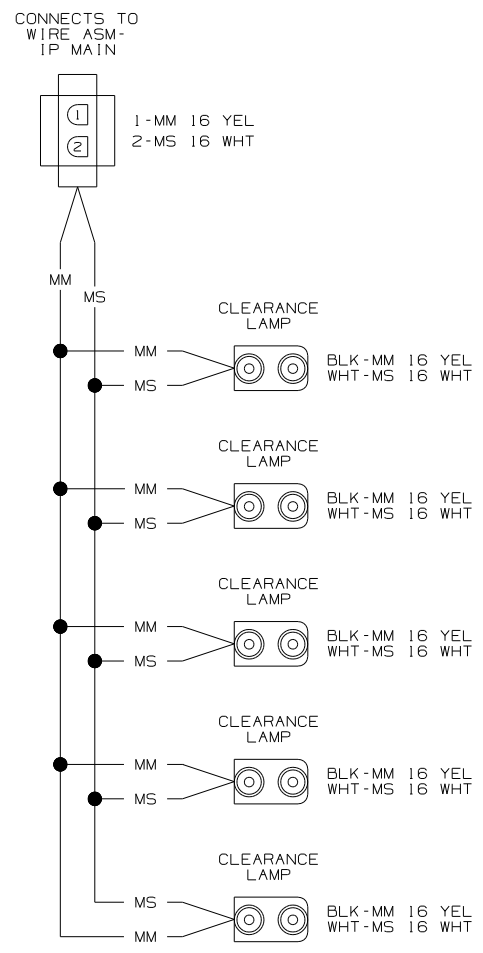 CONNECTS TO
WIRE ASM-
IP MAIN
1
2
1-MM 16 YEL
2-MS 16 WHT
MM
MS
CLEARANCE
LAMP
MM
MS
BLK-MM 16 YEL
WHT-MS 16 WHT
CLEARANCE
LAMP
MM
MS
BLK-MM 16 YEL
WHT-MS 16 WHT
CLEARANCE
LAMP
MM
MS
BLK-MM 16 YEL
WHT-MS 16 WHT
CLEARANCE
LAMP
MM
MS
BLK-MM 16 YEL
WHT-MS 16 WHT
CLEARANCE
LAMP
MS
MM
BLK-MM 16 YEL
WHT-MS 16 WHT